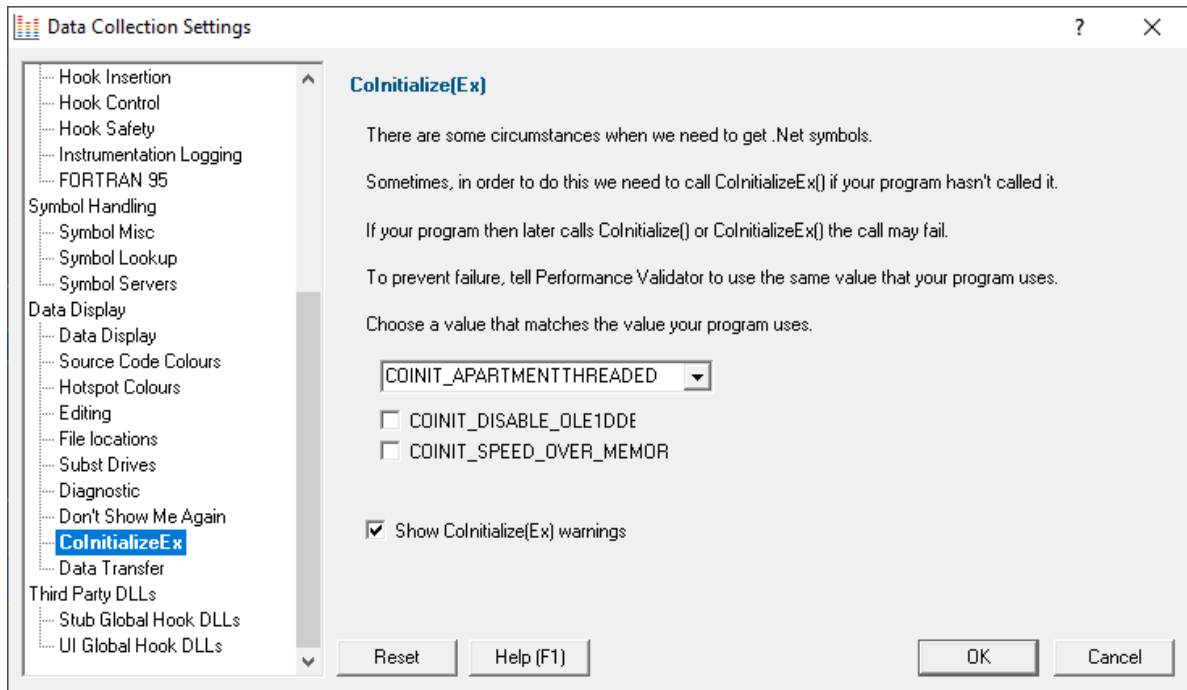 Data Collection Settings
?
Hook Insertion
Hook Control
Hook Safety
Instrumentation Logging
FORTRAN 95
Symbol Handling
Symbol Misc
Symbol Lookup
Symbol Servers
Data Display
Data Display
Source Code Colours
Hotspot Colours
Editing
File locations
Subst Drives
Diagnostic
Don't Show Me Again
CoInitializeEx
Data Transfer
Third Party DLLs
Stub Global Hook DLLs
UI Global Hook DLLs
CoInitialize(Ex)
There are some circumstances when we need to get .Net symbols.
Sometimes, in order to do this we need to call CoInitializeEx() if your program hasn't called it.
If your program then later calls CoInitialize() or CoInitializeEx() the call may fail.
To prevent failure, tell Performance Validator to use the same value that your program uses.
Choose a value that matches the value your program uses.
COINIT_APARTMENTTHREADED
COINIT_DISABLE_OLE1DDE
COINIT_SPEED_OVER_MEMOR
Show CoInitialize(Ex) warnings
Reset
Help (F1)
OK
Cancel